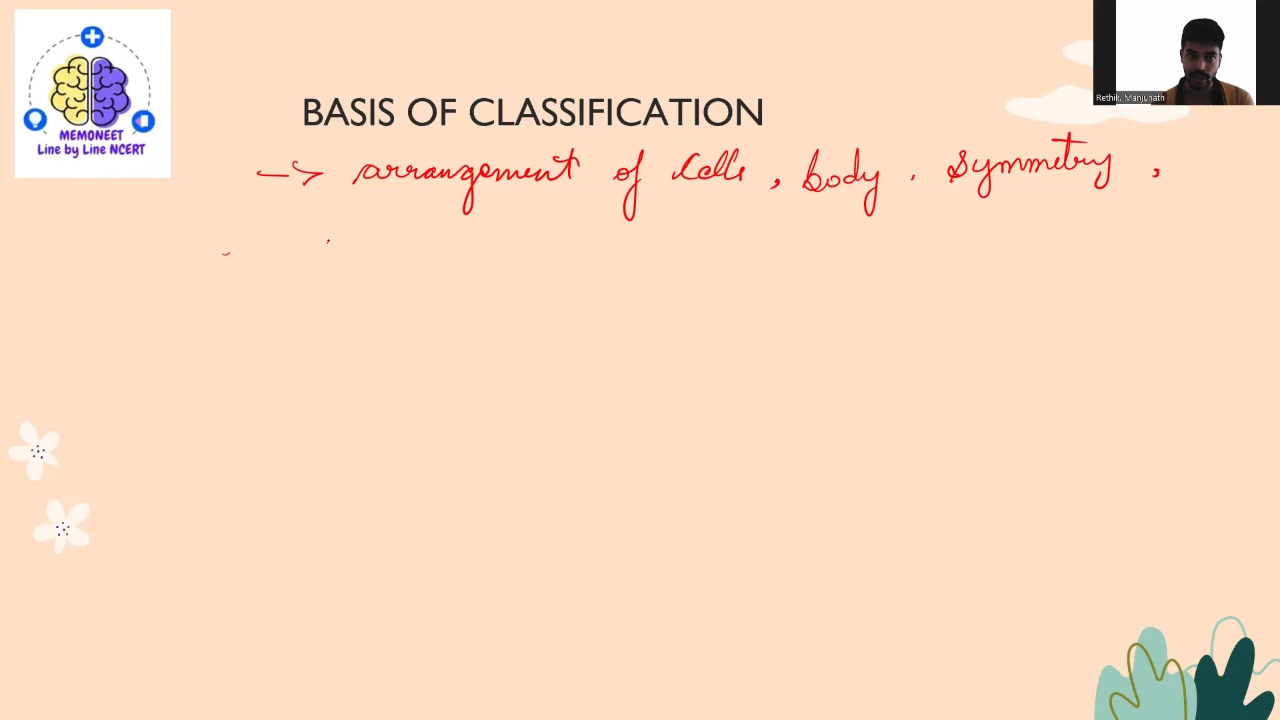 MEMONEET
Line by Line NCERT
Rethik. Manjunath
BASIS OF CLASSIFICATION
→ arrangement of cells, body. symmetry,